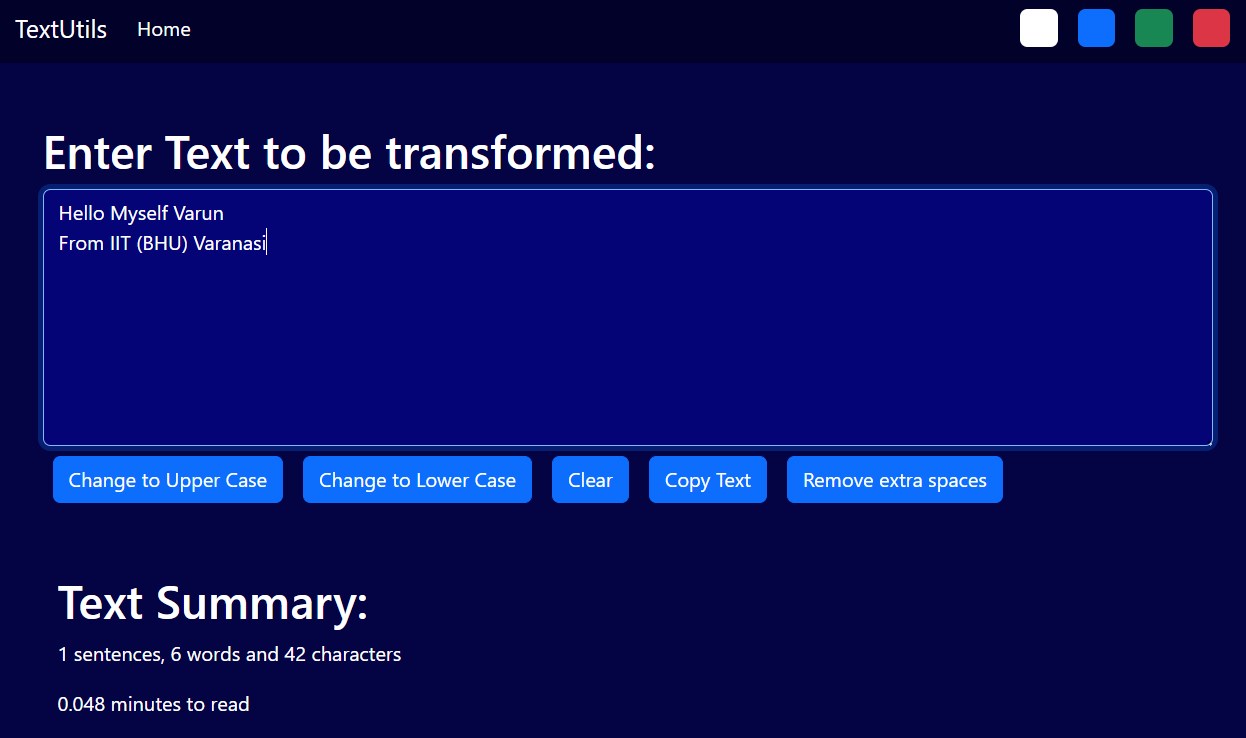 TextUtils Home
Enter Text to be transformed:
Hello Myself Varun
From IIT (BHU) Varanasi
Change to Upper Case Change to Lower Case Clear Copy Text Remove extra spaces
Text Summary:
1 sentences, 6 words and 42 characters
0.048 minutes to read